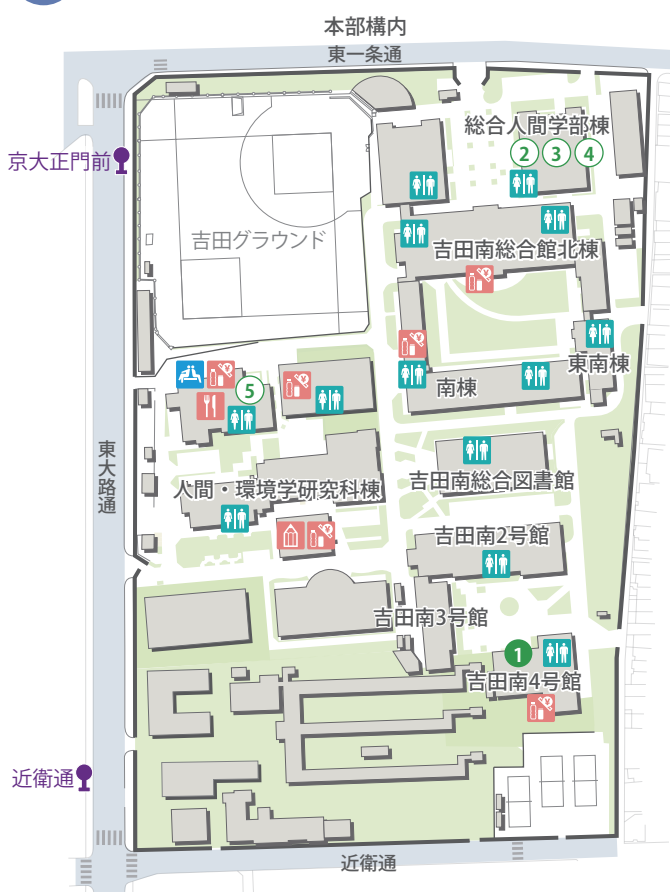 本部構内
東一条通
京大正門前
総合人間学部棟
2 3 4
吉田グラウンド
吉田南総合館北棟
東南棟
南棟
5
東大路通
吉田南総合図書館
人間・環境学研究科棟
吉田南2号館
吉田南3号館
1
吉田南4号館
近衛通
近衛通